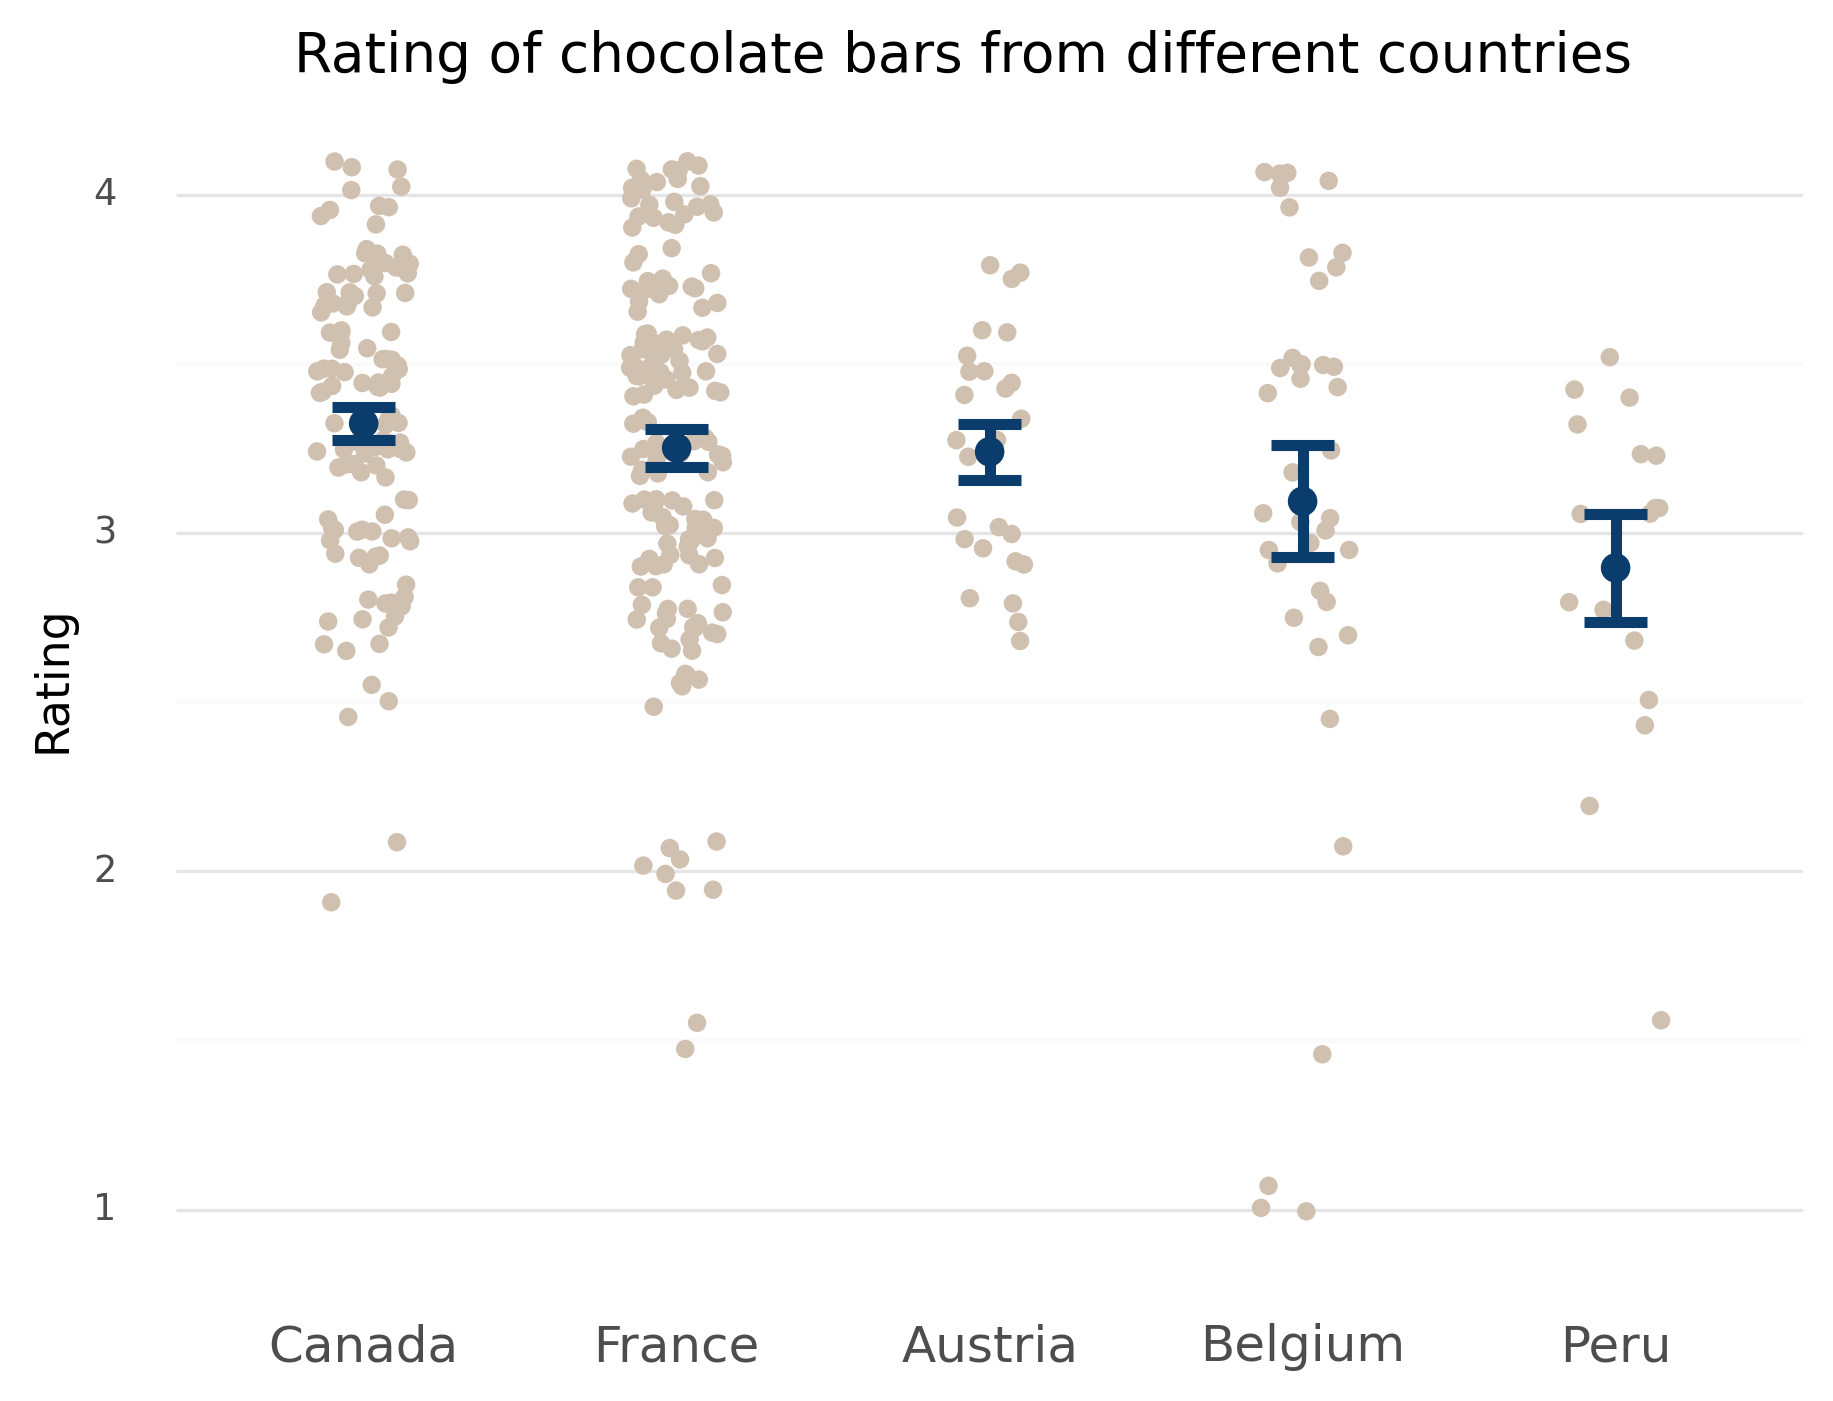 Rating of chocolate bars from different countries
4
3
2
1
Rating
Canada France Austria Belgium Peru